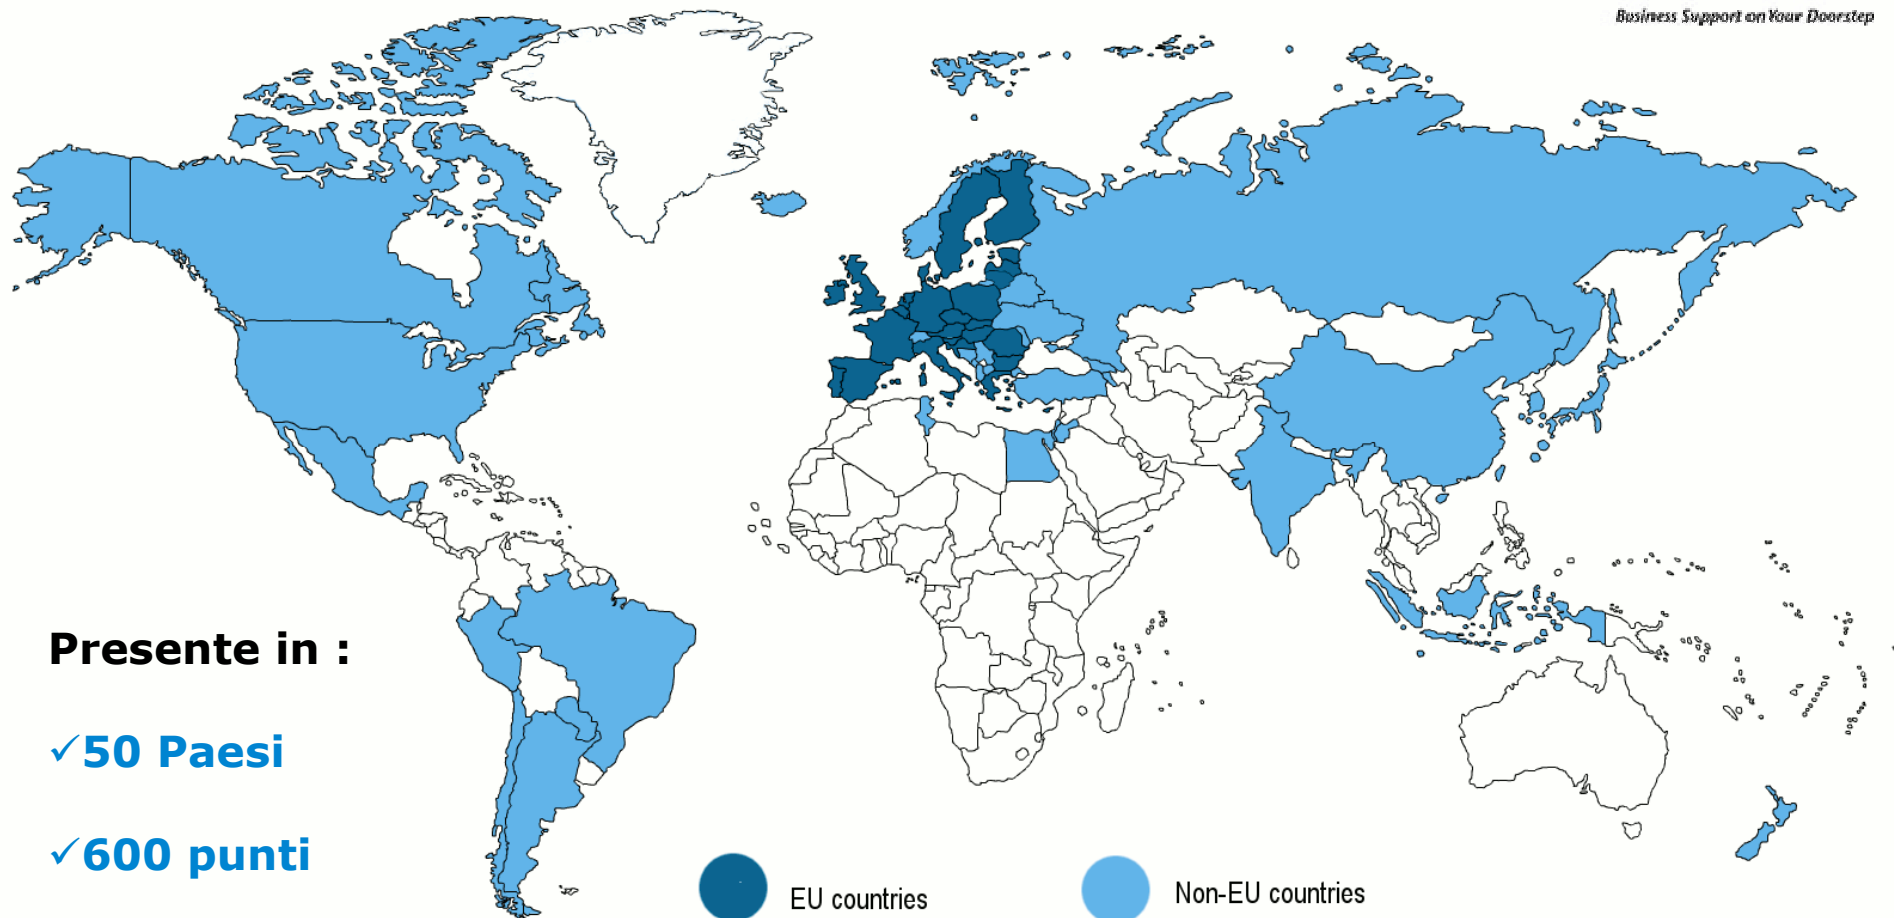 Business Support on Your Doorstep
Presente in :
✓50 Paesi
✓600 punti
EU countries
Non-EU countries